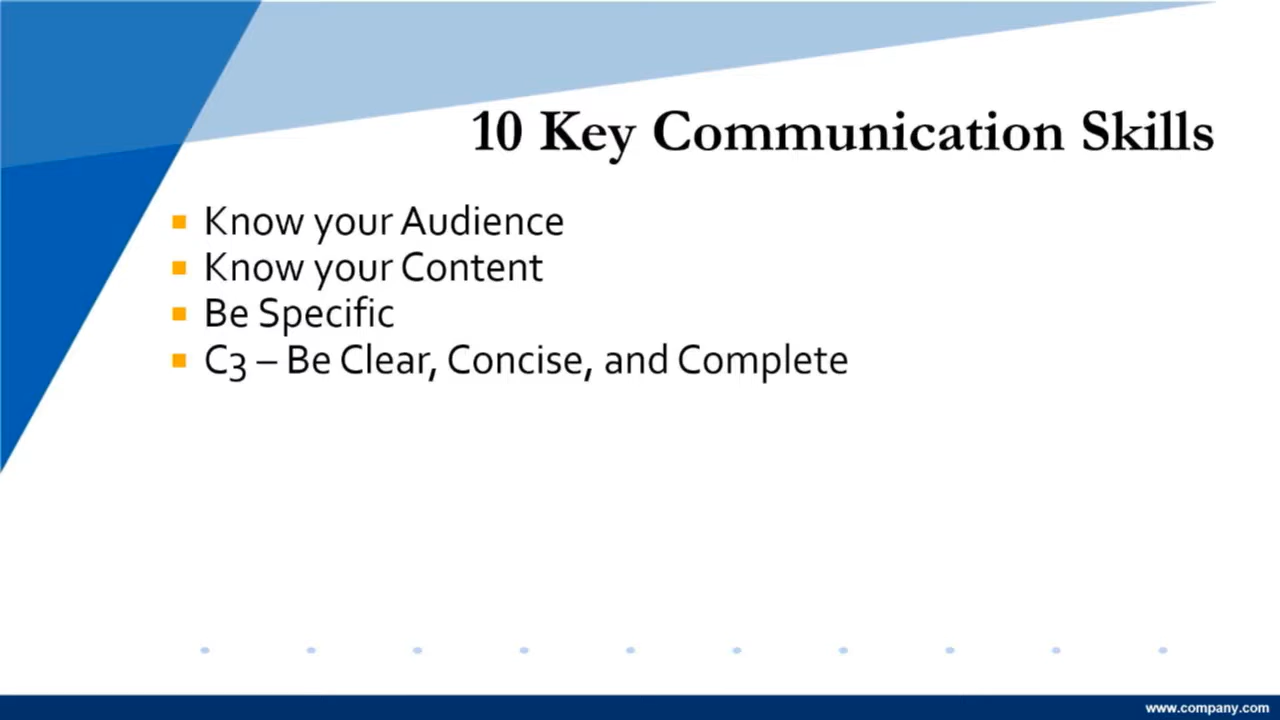 10 Key Communication Skills
Know your Audience
Know your Content
Be Specific
C3 – Be Clear, Concise, and Complete
www.company.com